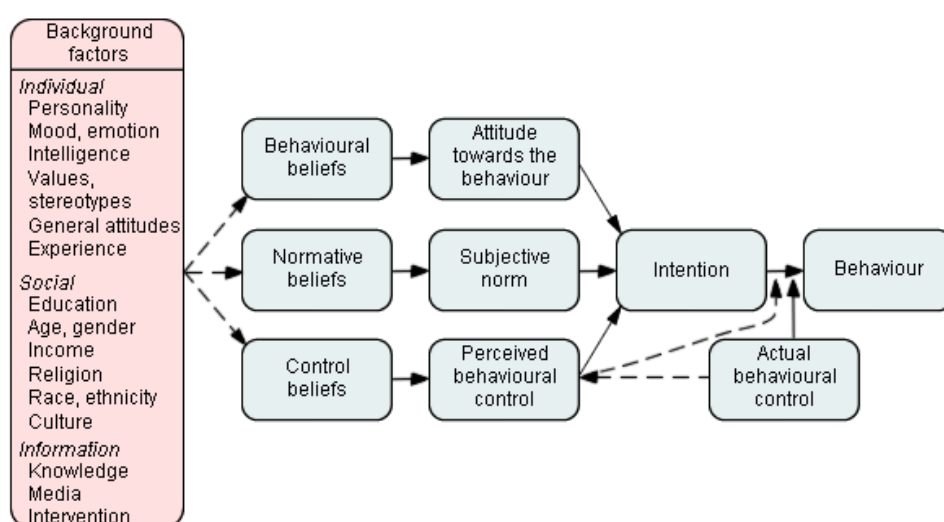 Background
factors
Individual
Personality
Mood, emotion
Intelligence
Values,
stereotypes
General attitudes
Experience
Social
Education
Age, gender
Income
Religion
Race, ethnicity
Culture
Information
Knowledge
Media
Intervention
Behavioural
beliefs
Attitude
towards the
behaviour
Normative
beliefs
Subjective
norm
Intention
Behaviour
Control
beliefs
Perceived
behavioural
control
Actual
behavioural
control